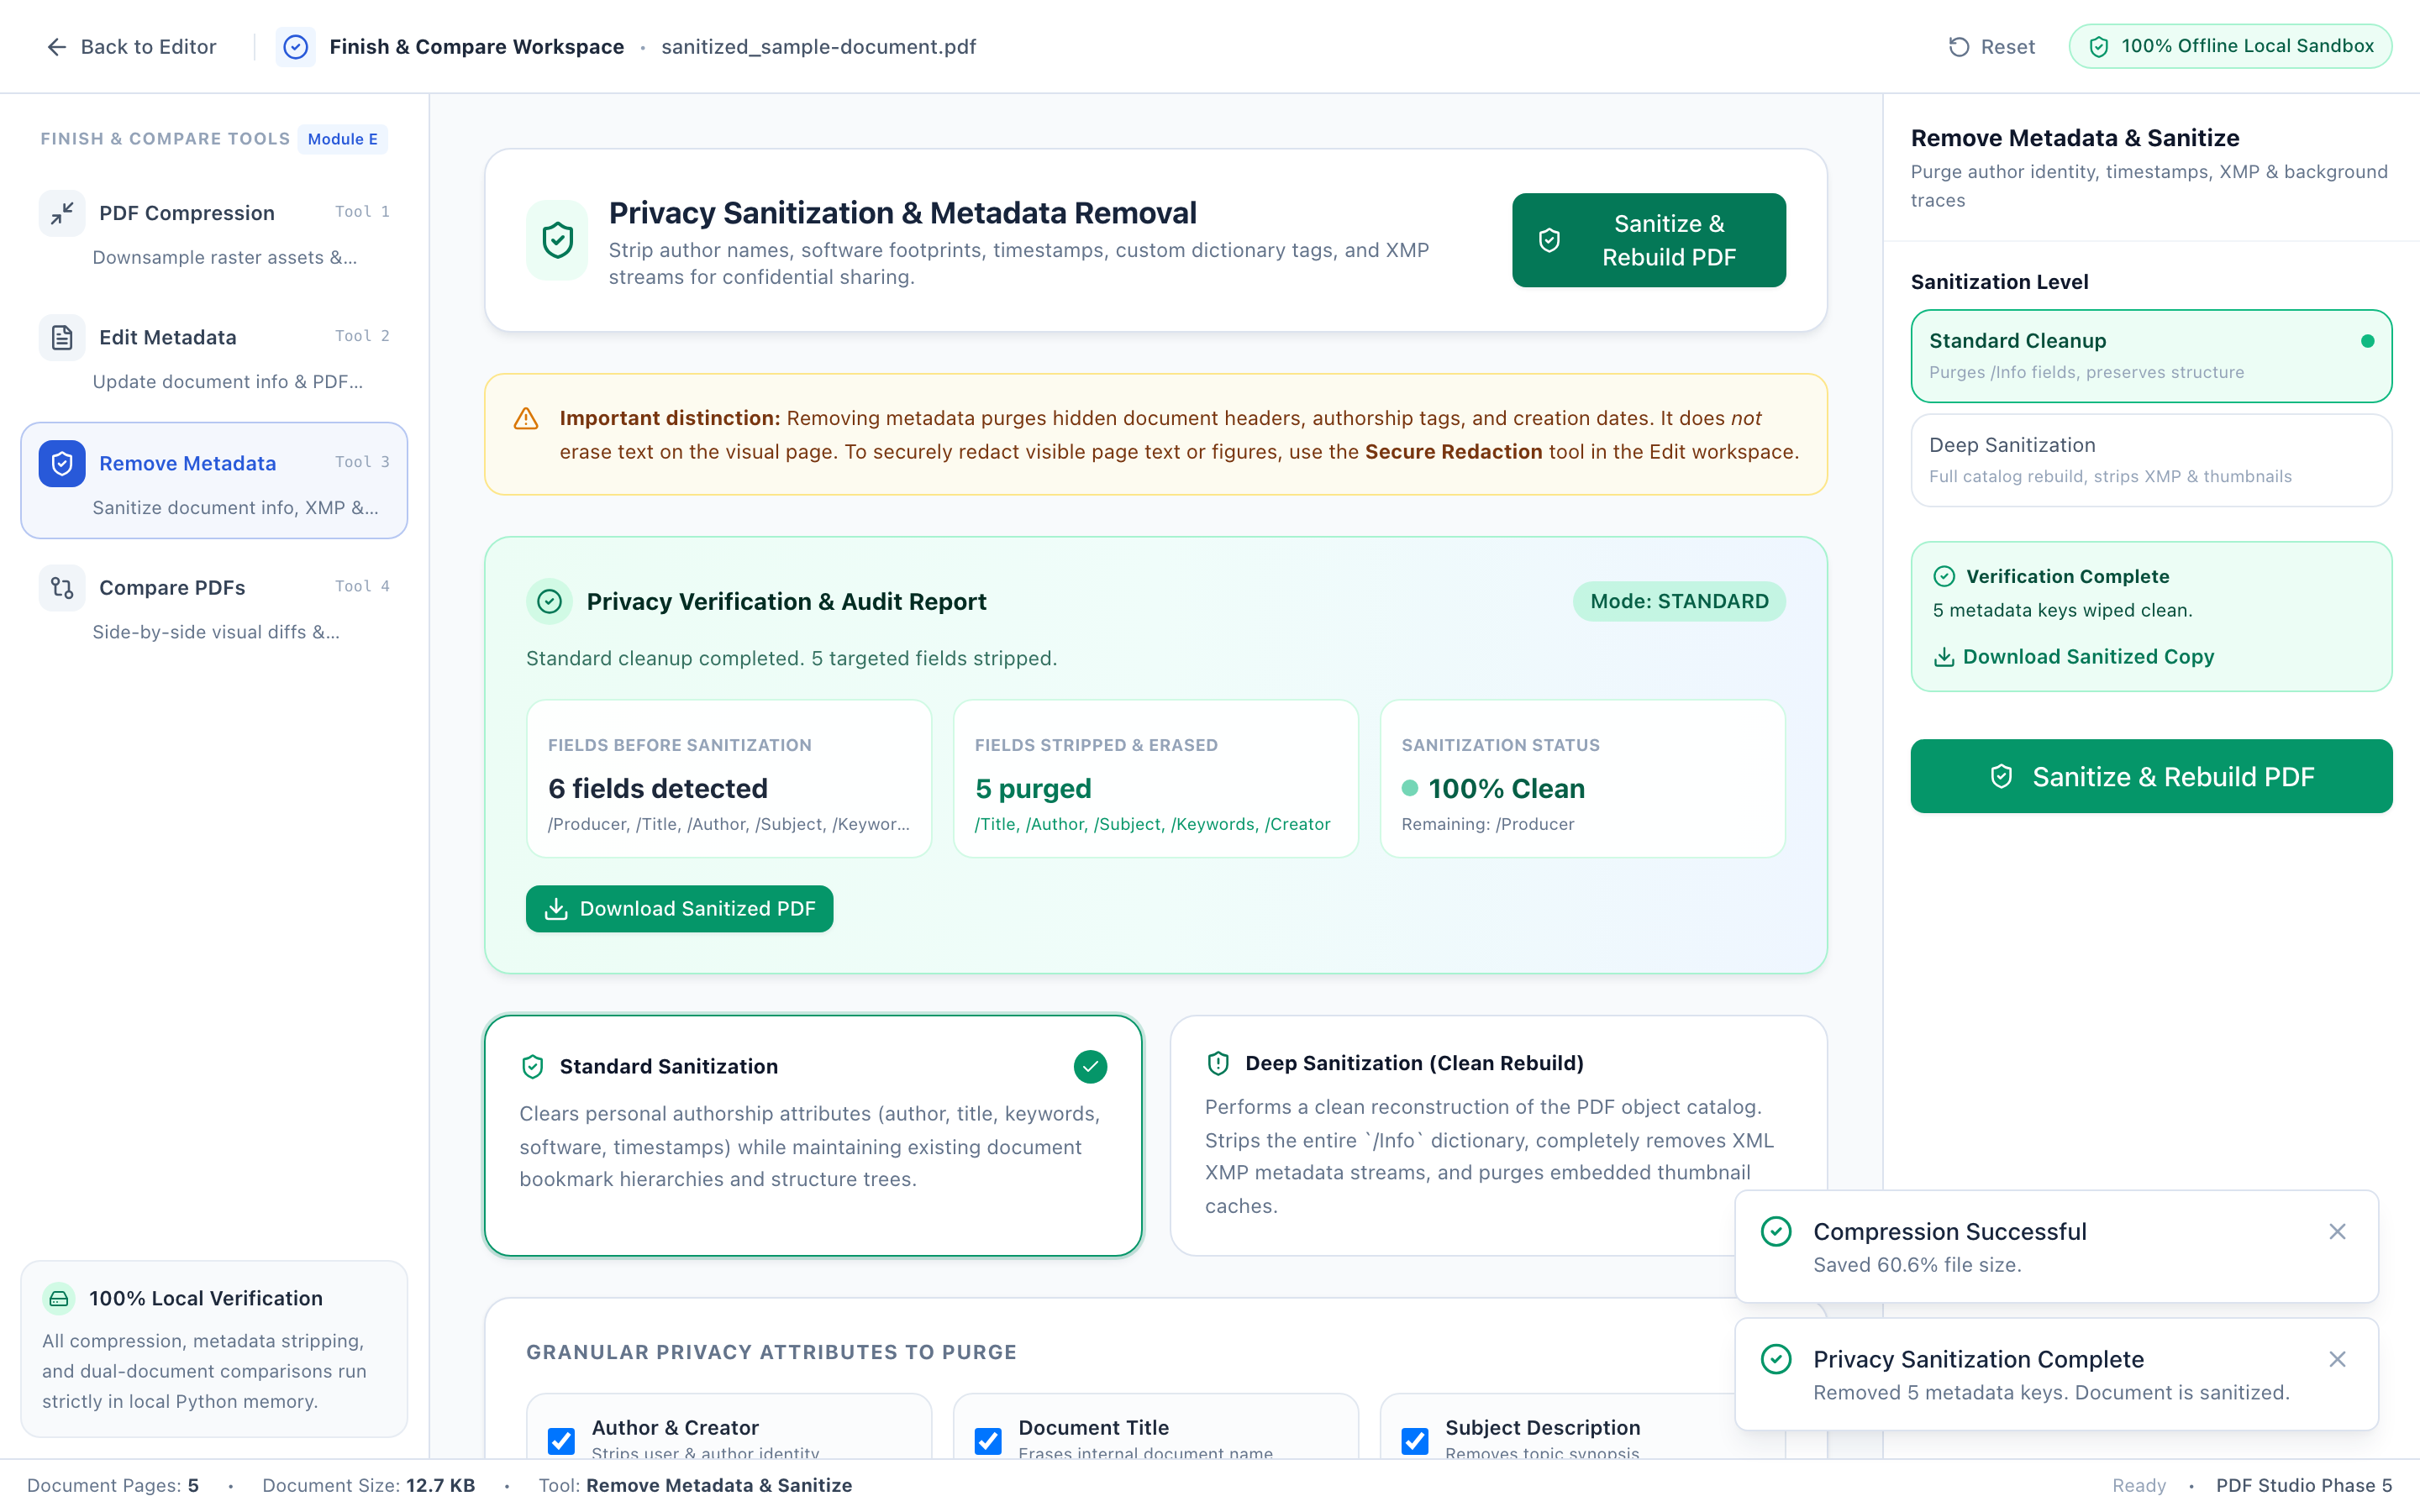 Back to Editor
Finish & Compare Workspace • sanitized_sample-document.pdf
Reset
100% Offline Local Sandbox
FINISH & COMPARE TOOLS Module E
PDF Compression Tool 1
Downsample raster assets &...
Edit Metadata Tool 2
Update document info & PDF...
Remove Metadata Tool 3
Sanitize document info, XMP &...
Compare PDFs Tool 4
Side-by-side visual diffs &...
100% Local Verification
All compression, metadata stripping,
and dual-document comparisons run
strictly in local Python memory.
Privacy Sanitization & Metadata Removal
Strip author names, software footprints, timestamps, custom dictionary tags, and XMP
streams for confidential sharing.
Sanitize &
Rebuild PDF
Important distinction: Removing metadata purges hidden document headers, authorship tags, and creation dates. It does not
erase text on the visual page. To securely redact visible page text or figures, use the Secure Redaction tool in the Edit workspace.
Privacy Verification & Audit Report
Mode: STANDARD
Standard cleanup completed. 5 targeted fields stripped.
FIELDS BEFORE SANITIZATION
6 fields detected
/Producer, /Title, /Author, /Subject, /Keywor...
FIELDS STRIPPED & ERASED
5 purged
/Title, /Author, /Subject, /Keywords, /Creator
SANITIZATION STATUS
100% Clean
Remaining: /Producer
Download Sanitized PDF
Standard Sanitization
Clears personal authorship attributes (author, title, keywords,
software, timestamps) while maintaining existing document
bookmark hierarchies and structure trees.
Deep Sanitization (Clean Rebuild)
Performs a clean reconstruction of the PDF object catalog.
Strips the entire `/Info` dictionary, completely removes XML
XMP metadata streams, and purges embedded thumbnail
caches.
GRANULAR PRIVACY ATTRIBUTES TO PURGE
Author & Creator
Strips user & author identity
Document Title
Erases internal document name
Subject Description
Removes topic synopsis
Remove Metadata & Sanitize
Purge author identity, timestamps, XMP & background
traces
Sanitization Level
Standard Cleanup
Purges /Info fields, preserves structure
Deep Sanitization
Full catalog rebuild, strips XMP & thumbnails
Verification Complete
5 metadata keys wiped clean.
Download Sanitized Copy
Sanitize & Rebuild PDF
Compression Successful
Saved 60.6% file size.
Privacy Sanitization Complete
Removed 5 metadata keys. Document is sanitized.
Document Pages: 5 • Document Size: 12.7 KB • Tool: Remove Metadata & Sanitize
Ready • PDF Studio Phase 5